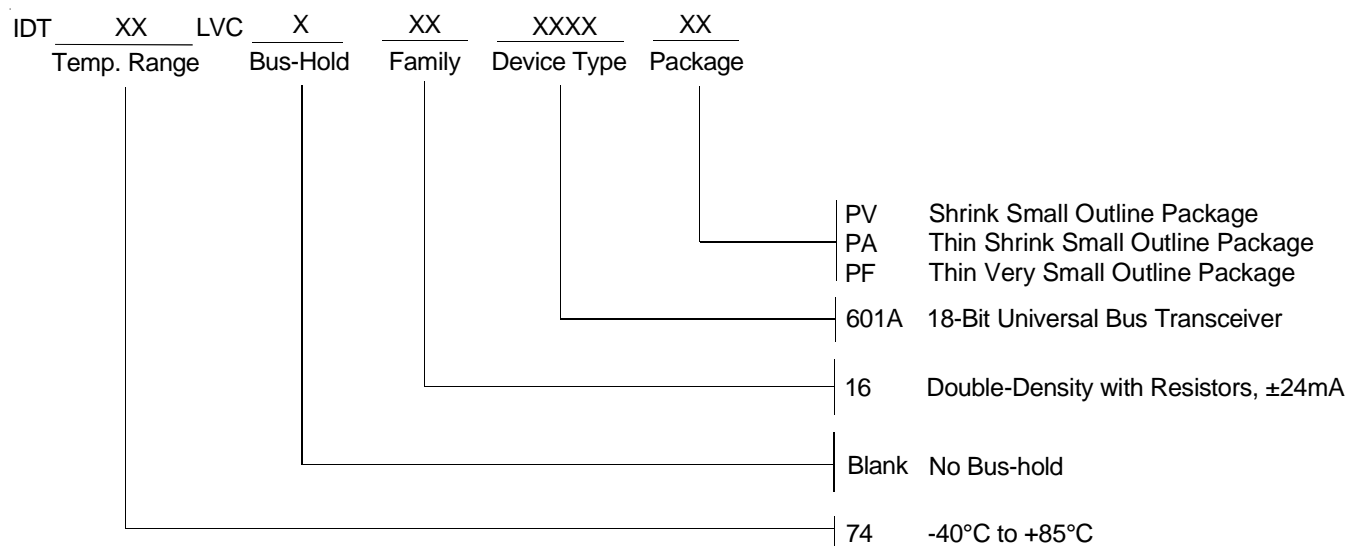 IDT XX LVC X XX XXXX XX
Temp. Range Bus-Hold Family Device Type Package
PV Shrink Small Outline Package
PA Thin Shrink Small Outline Package
PF Thin Very Small Outline Package
601A 18-Bit Universal Bus Transceiver
16 Double-Density with Resistors, ±24mA
Blank No Bus-hold
74 -40°C to +85°C